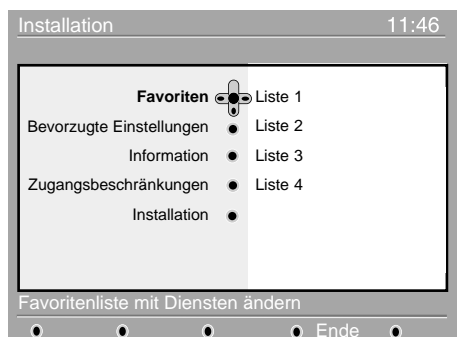 Installation 11:46
Favoriten Liste 1
Bevorzugte Einstellungen Liste 2
Information Liste 3
Zugangsbeschränkungen Liste 4
Installation
Favoritenliste mit Diensten ändern
Ende